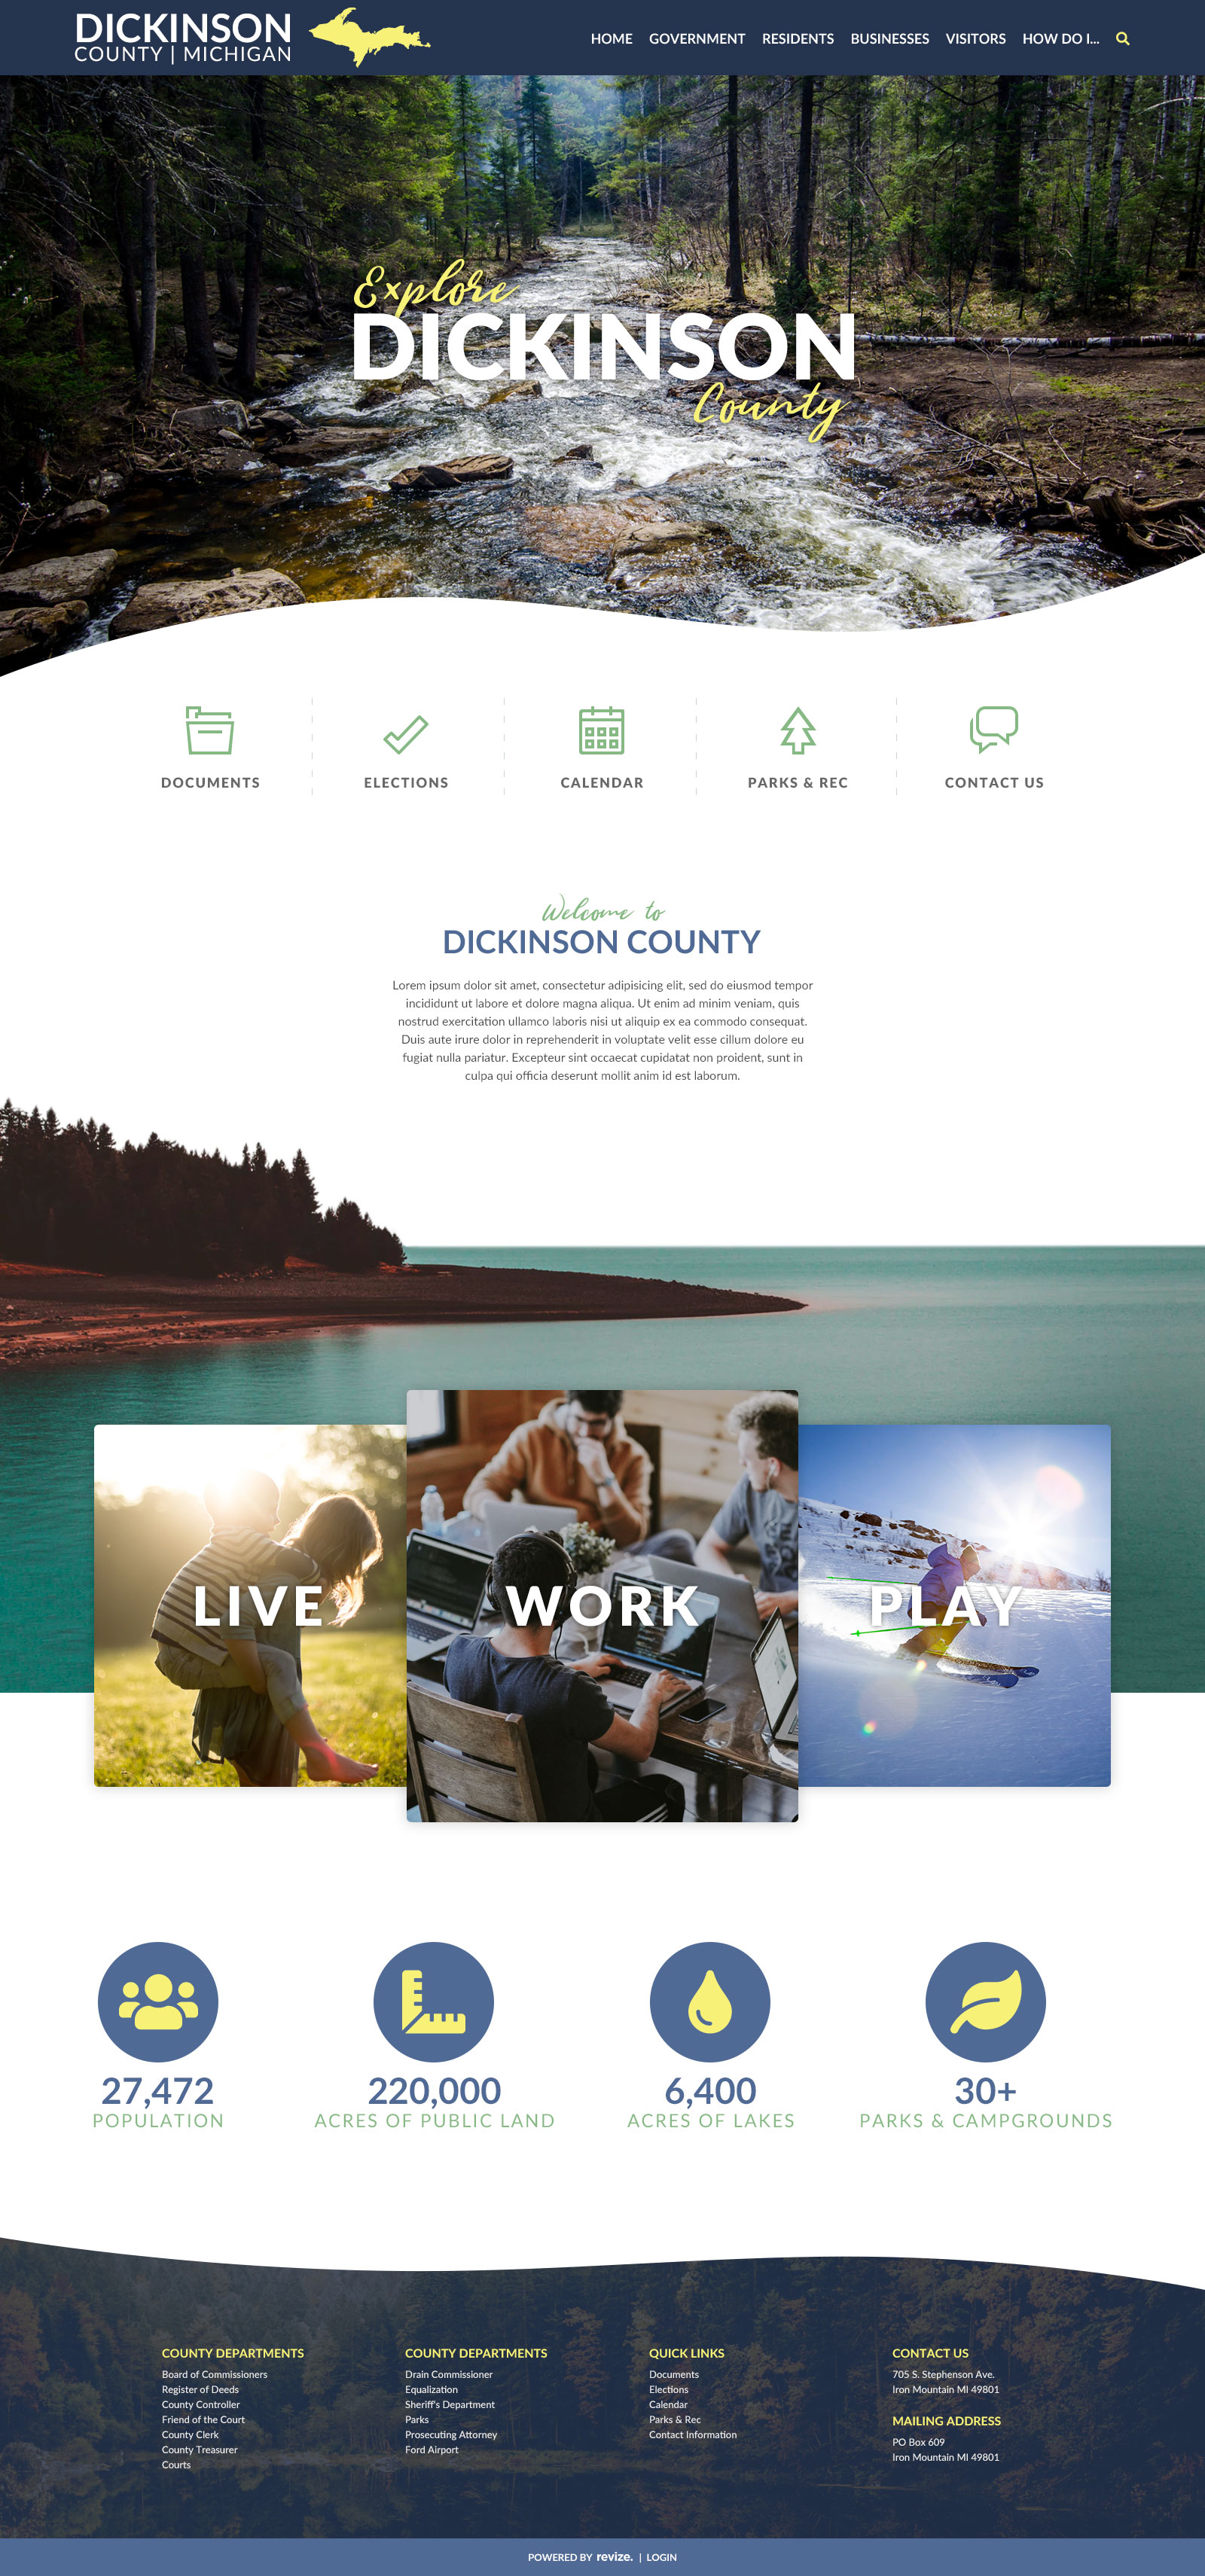 DICKINSON
COUNTY | MICHIGAN
HOME GOVERNMENT RESIDENTS BUSINESSES VISITORS HOW DO I...
Explore
DICKINSON
County
DOCUMENTS
ELECTIONS
CALENDAR
PARKS & REC
CONTACT US
Welcome to
DICKINSON COUNTY
Lorem ipsum dolor sit amet, consectetur adipisicing elit, sed do eiusmod tempor
incididunt ut labore et dolore magna aliqua. Ut enim ad minim veniam, quis
nostrud exercitation ullamco laboris nisi ut aliquip ex ea commodo consequat.
Duis aute irure dolor in reprehenderit in voluptate velit esse cillum dolore eu
fugiat nulla pariatur. Excepteur sint occaecat cupidatat non proident, sunt in
culpa qui officia deserunt mollit anim id est laborum.
LIVE
WORK
PLAY
27,472
POPULATION
220,000
ACRES OF PUBLIC LAND
6,400
ACRES OF LAKES
30+
PARKS & CAMPGROUNDS
COUNTY DEPARTMENTS
Board of Commissioners
Register of Deeds
County Controller
Friend of the Court
County Clerk
County Treasurer
Courts
COUNTY DEPARTMENTS
Drain Commissioner
Equalization
Sheriff's Department
Parks
Prosecuting Attorney
Ford Airport
QUICK LINKS
Documents
Elections
Calendar
Parks & Rec
Contact Information
CONTACT US
705 S. Stephenson Ave.
Iron Mountain MI 49801
MAILING ADDRESS
PO Box 609
Iron Mountain MI 49801
POWERED BY revize. | LOGIN